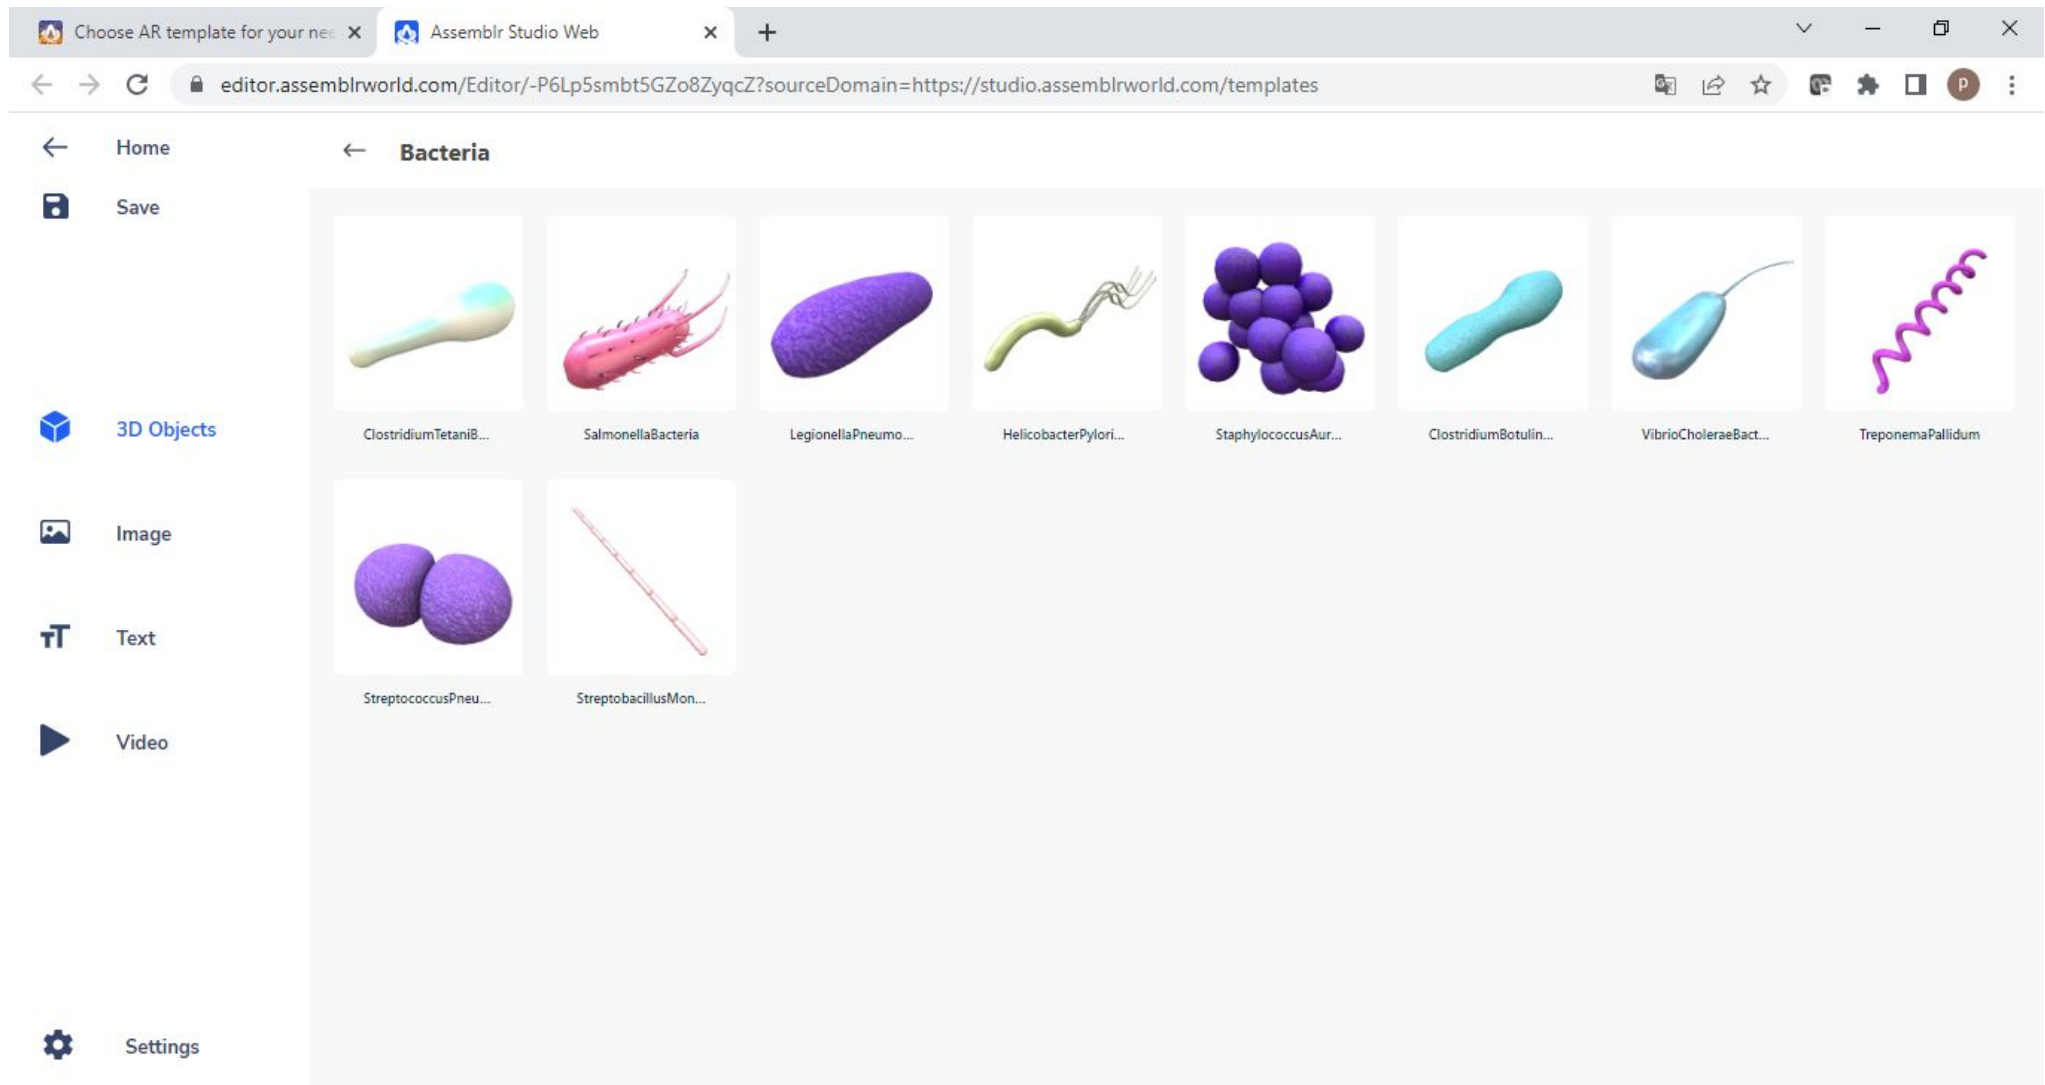 Choose AR template for your nee
Assemblr Studio Web
editor.assemblrworld.com/Editor/-P6Lp5smbt5GZo8ZyqcZ?sourceDomain=https://studio.assemblrworld.com/templates
P
Home
Bacteria
Save
3D Objects
ClostridiumTetaniB...
SalmonellaBacteria
LegionellaPneumo...
HelicobacterPylori...
StaphylococcusAur...
ClostridiumBotulin...
VibrioCholeraeBact...
TreponemaPallidum
Image
Text
StreptococcusPneu...
StreptobacillusMon...
Video
Settings